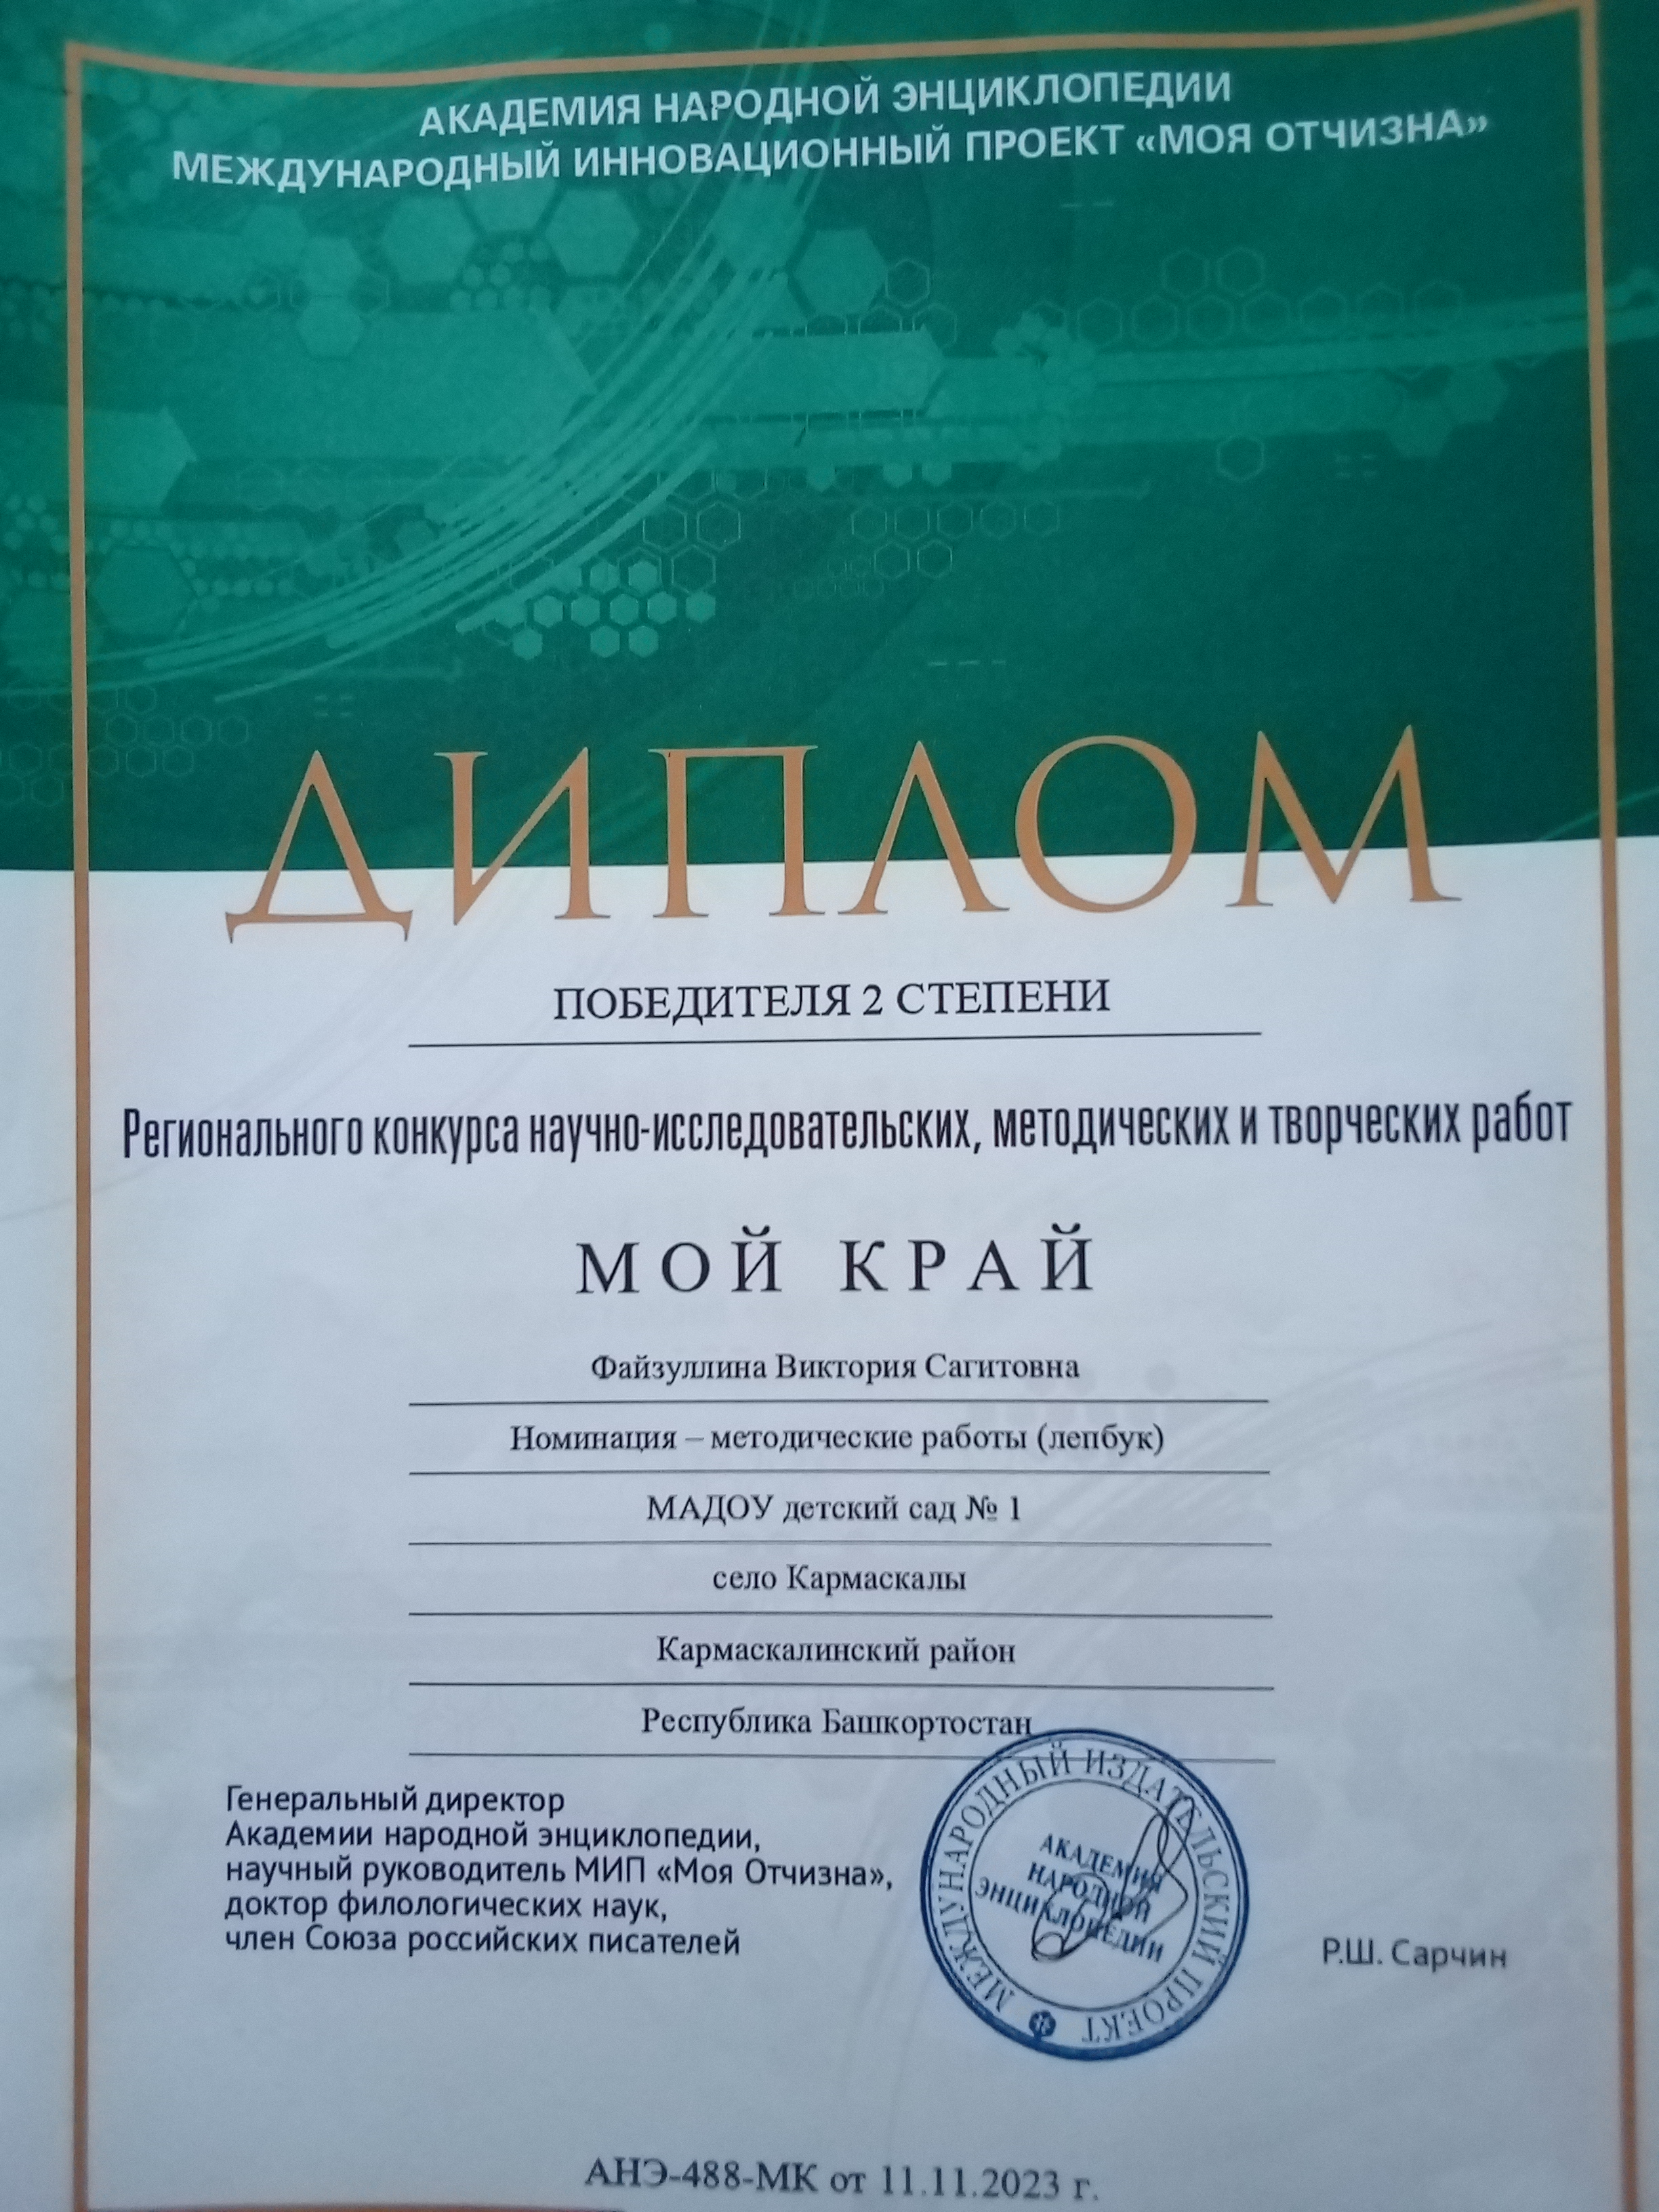 АКАДЕМИЯ НАРОДНОЙ ЭНЦИКЛОПЕДИИ
МЕЖДУНАРОДНЫЙ ИННОВАЦИОННЫЙ ПРОЕКТ «МОЯ ОТЧИЗНА»
ДИПЛОМ
ПОБЕДИТЕЛЯ 2 СТЕПЕНИ
Регионального конкурса научно-исследовательских, методических и творческих работ
МОЙ КРАЙ
Файзуллина Виктория Сагитовна
Номинация – методические работы (лепбук)
МАДОУ детский сад № 1
село Кармаскалы
Кармаскалинский район
Республика Башкортостан
Генеральный директор
Академии народной энциклопедии,
научный руководитель МИП «Моя Отчизна»,
доктор филологических наук,
член Союза российских писателей
МЕЖДУНАРОДНЫЙ ИЗДАТЕЛЬСКИЙ ПРОЕКТ
АКАДЕМИЯ
НАРОДНОЙ
ЭНЦИКЛОПЕДИИ
Р.Ш. Сарчин
АНЭ-488-МК от 11.11.2023 г.